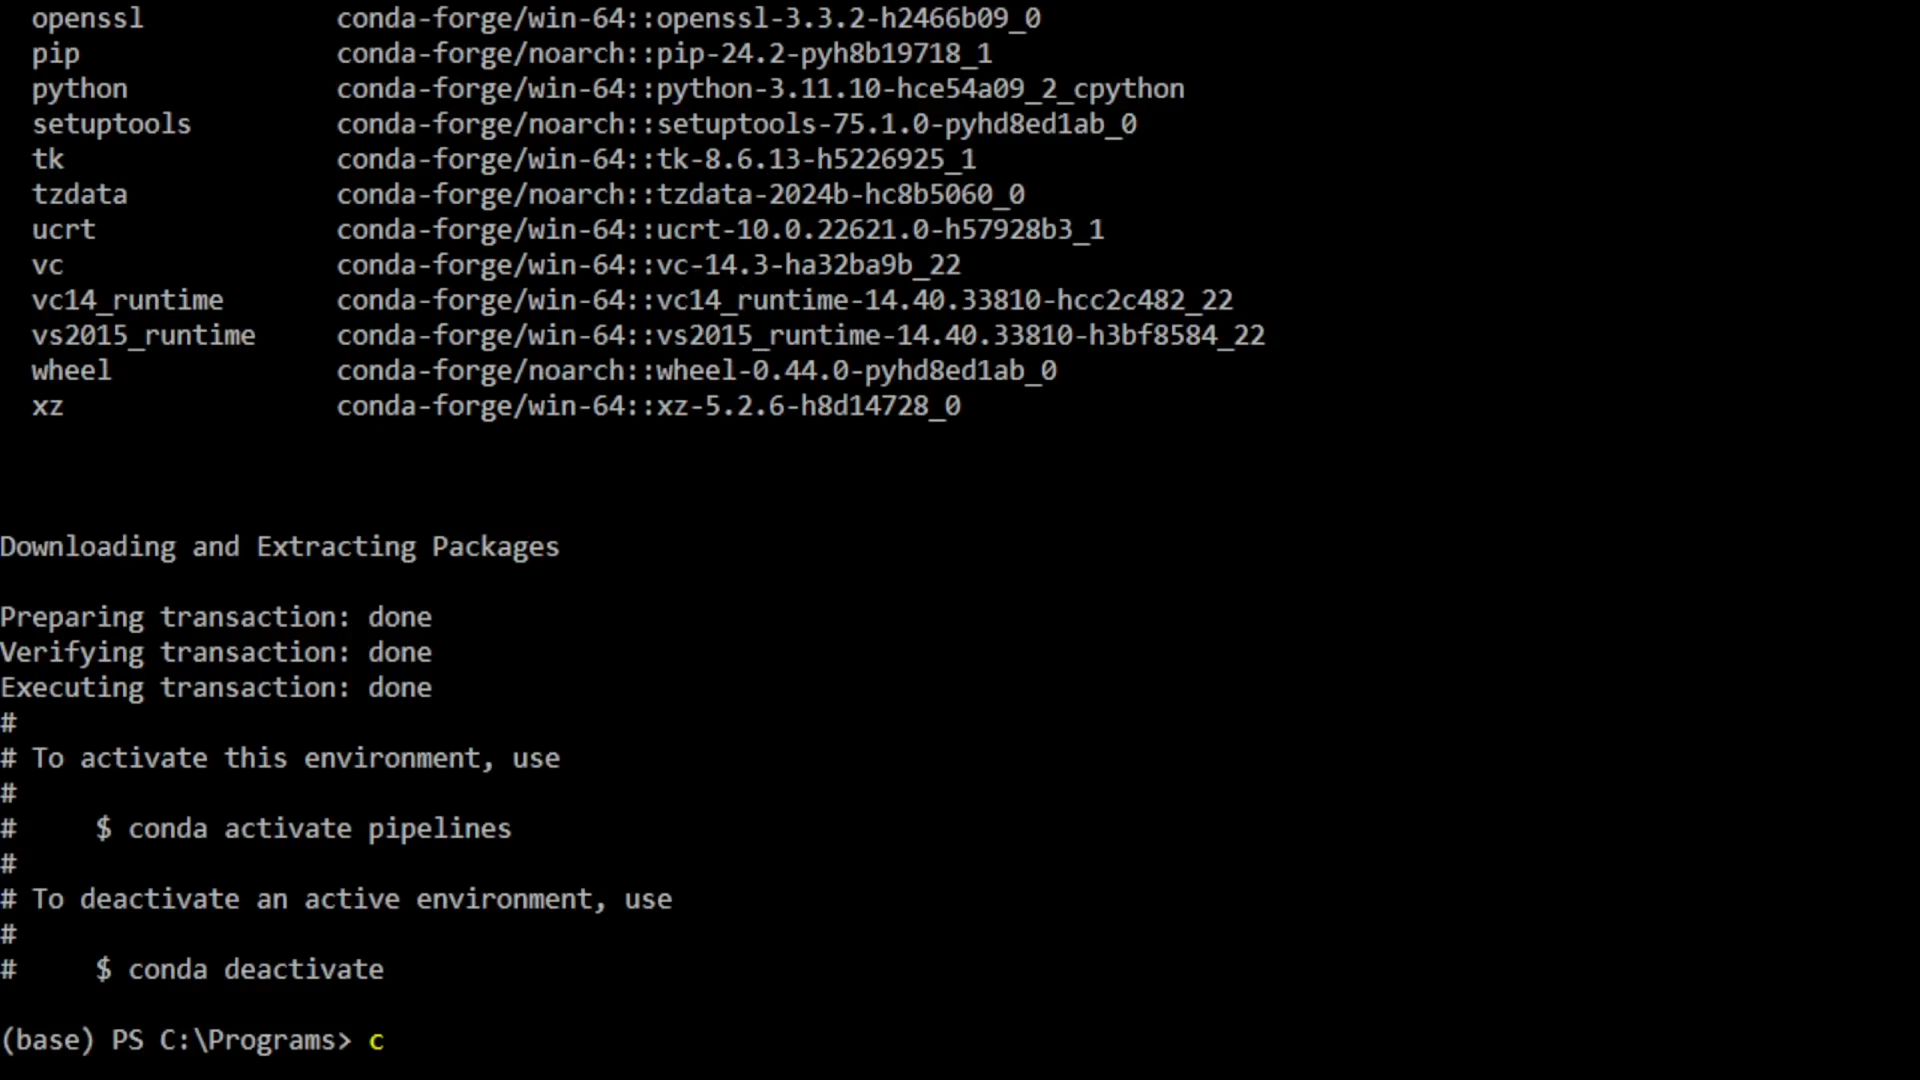 openssl conda-forge/win-64::openssl-3.3.2-h2466b09_0
pip conda-forge/noarch::pip-24.2-pyh8b19718_1
python conda-forge/win-64::python-3.11.10-hce54a09_2_cpython
setuptools conda-forge/noarch::setuptools-75.1.0-pyhd8ed1ab_0
tk conda-forge/win-64::tk-8.6.13-h5226925_1
tzdata conda-forge/noarch::tzdata-2024b-hc8b5060_0
ucrt conda-forge/win-64::ucrt-10.0.22621.0-h57928b3_1
vc conda-forge/win-64::vc-14.3-ha32ba9b_22
vc14_runtime conda-forge/win-64::vc14_runtime-14.40.33810-hcc2c482_22
vs2015_runtime conda-forge/win-64::vs2015_runtime-14.40.33810-h3bf8584_22
wheel conda-forge/noarch::wheel-0.44.0-pyhd8ed1ab_0
xz conda-forge/win-64::xz-5.2.6-h8d14728_0
Downloading and Extracting Packages
Preparing transaction: done
Verifying transaction: done
Executing transaction: done
#
# To activate this environment, use
#
# $ conda activate pipelines
#
# To deactivate an active environment, use
#
# $ conda deactivate
(base) PS C:\Programs> c